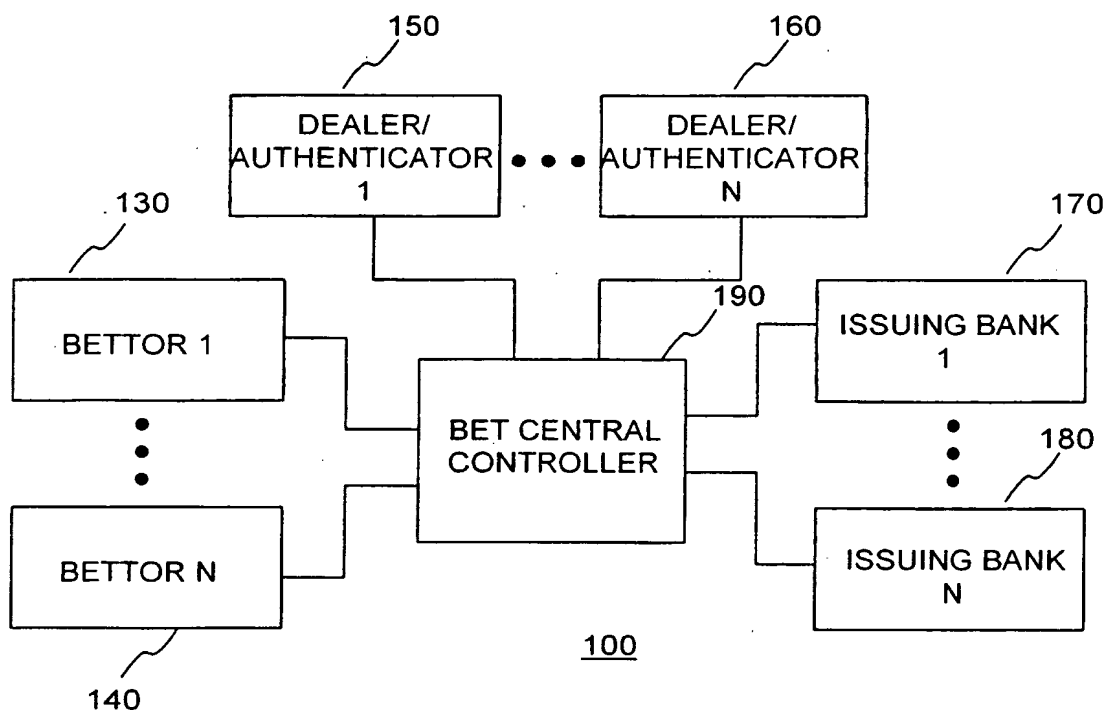 150
160
DEALER/
AUTHENTICATOR
1
DEALER/
AUTHENTICATOR
N
130
170
190
BETTOR 1
ISSUING BANK
1
BET CENTRAL
CONTROLLER
180
BETTOR N
ISSUING BANK
N
100
140